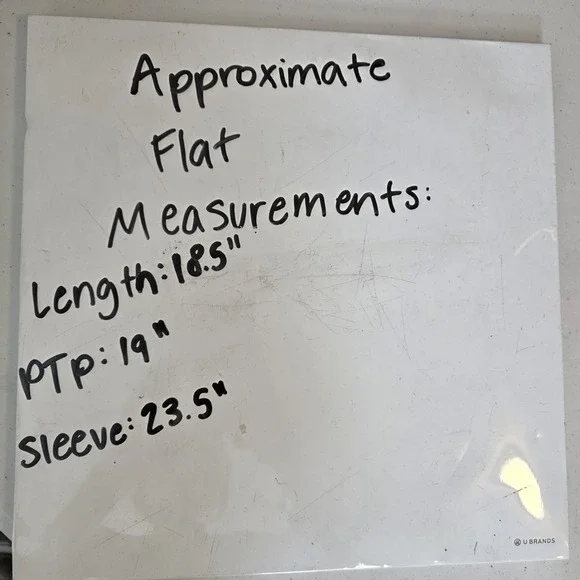 Approximate
Flat
Measurements:
Length: 18.5"
PTP: 19"
Sleeve: 23.5"
U BRANDS